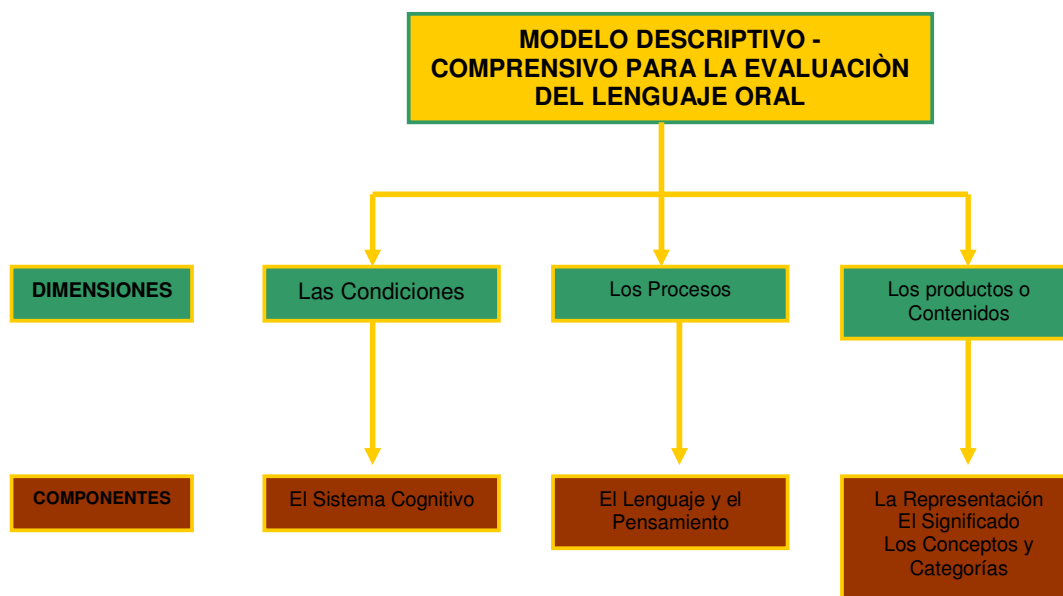 MODELO DESCRIPTIVO -
COMPRENSIVO PARA LA EVALUACIÒN
DEL LENGUAJE ORAL
DIMENSIONES
Las Condiciones
Los Procesos
Los productos o
Contenidos
COMPONENTES
El Sistema Cognitivo
El Lenguaje y el
Pensamiento
La Representación
El Significado
Los Conceptos y
Categorías